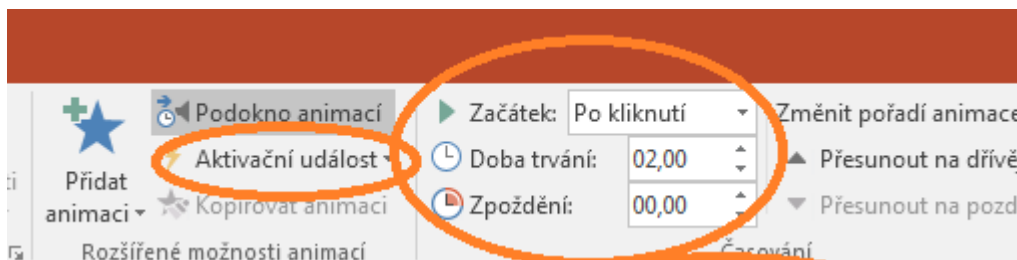 Podokno animací
Začátek: Po kliknutí
Změnit pořadí animace
Aktivační událost
Doba trvání: 02,00
Přesunout na dřívě
Přidat
animaci
Kopírovat animaci
Zpoždění: 00,00
Přesunout na pozd
Rozšířené možnosti animací
Časování